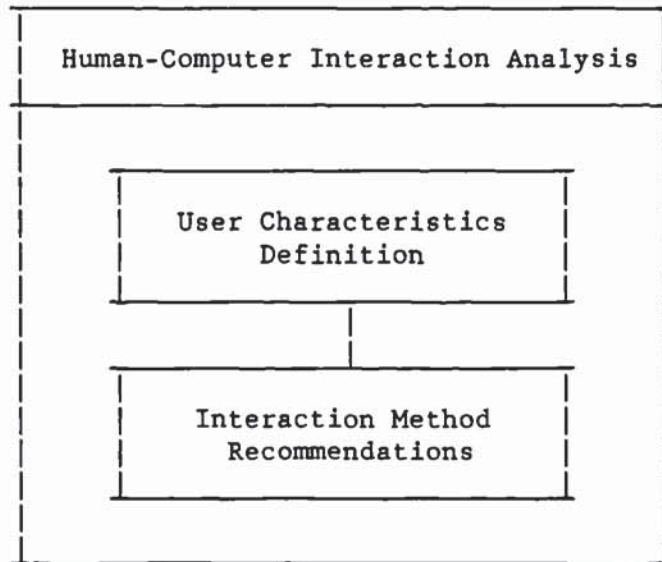 Human-Computer Interaction Analysis
User Characteristics
Definition
Interaction Method
Recommendations